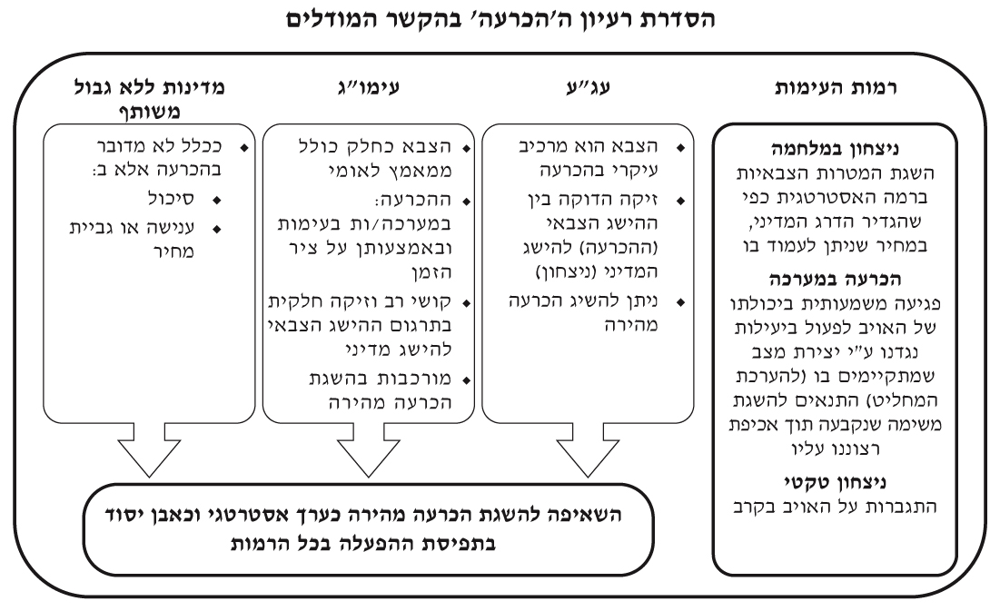 הסדרת רעיון ה'הכרעה' בהקשר המודלים
רמות העימות
ניצחון במלחמה
השגת המטרות הצבאיות
ברמה האסטרטגית כפי
שהגדיר הדרג המדיני,
במחיר שניתן לעמוד בו
הכרעה במערכה
פגיעה משמעותית ביכולתו
של האויב לפעול ביעילות
נגדנו ע"י יצירת מצב
שמתקיימים בו (להערכת
המחליט) התנאים להשגת
משימה שנקבעה תוך אכיפת
רצוננו עליו
ניצחון טקטי
התגברות על האויב בקרב
עג"ע
◆ הצבא הוא מרכיב
עיקרי בהכרעה
◆ זיקה הדוקה בין
ההישג הצבאי
(ההכרעה) להישג
המדיני (ניצחון)
◆ ניתן להשיג הכרעה
מהירה
עימו"ג
◆ הצבא כחלק כולל
ממאמץ לאומי
◆ ההכרעה:
במערכה/ות בעימות
ובאמצעותן על ציר
הזמן
◆ קושי רב וזיקה חלקית
בתרגום ההישג הצבאי
להישג מדיני
◆ מורכבות בהשגת
הכרעה מהירה
מדינות ללא גבול
משותף
◆ ככלל לא מדובר
בהכרעה אלא ב:
◆ סיכול
◆ ענישה או גביית
מחיר
השאיפה להשגת הכרעה מהירה כערך אסטרטגי וכאבן יסוד
בתפיסת ההפעלה בכל הרמות